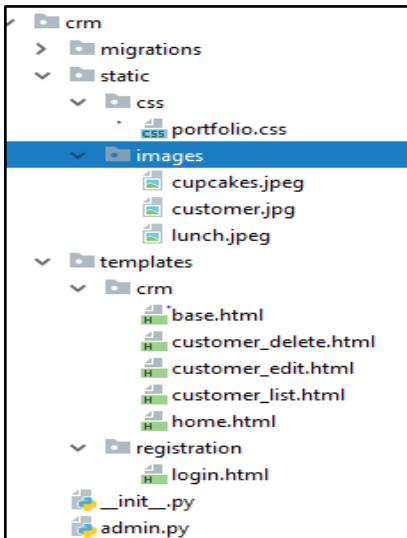 crm
migrations
static
css
portfolio.css
images
cupcakes.jpeg
customer.jpg
lunch.jpeg
templates
crm
base.html
customer_delete.html
customer_edit.html
customer_list.html
home.html
registration
login.html
__init__.py
admin.py